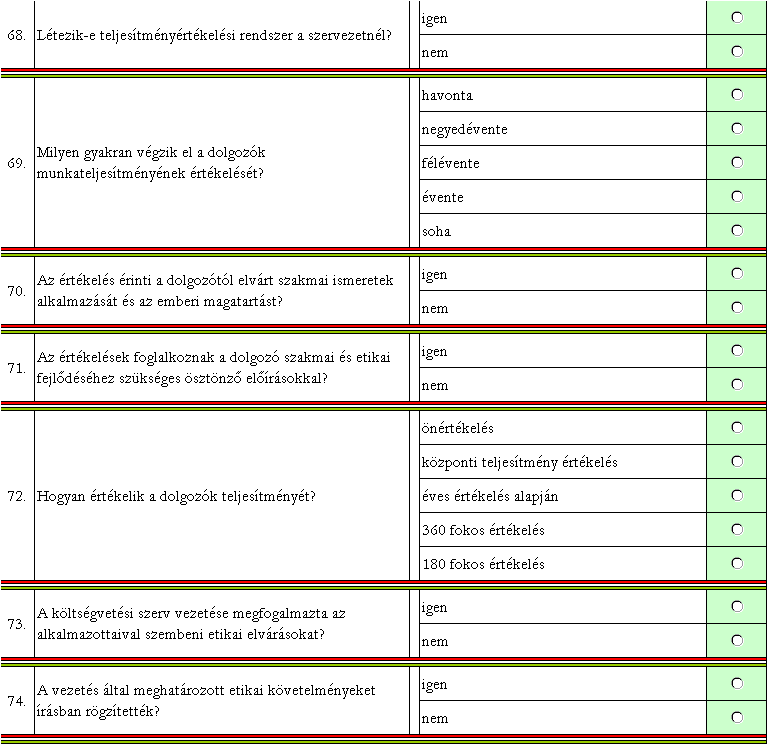 68. Létezik-e teljesítményértékelési rendszer a szervezetnél?
igen
nem
69. Milyen gyakran végzik el a dolgozók
munkateljesítményének értékelését?
havonta
negyedévente
félévente
évente
soha
70. Az értékelés érinti a dolgozótól elvárt szakmai ismeretek
alkalmazását és az emberi magatartást?
igen
nem
71. Az értékelések foglalkoznak a dolgozó szakmai és etikai
fejlődéséhez szükséges ösztönző előírásokkal?
igen
nem
72. Hogyan értékelik a dolgozók teljesítményét?
önértékelés
központi teljesítmény értékelés
éves értékelés alapján
360 fokos értékelés
180 fokos értékelés
73. A költségvetési szerv vezetése megfogalmazta az
alkalmazottaival szembeni etikai elvárásokat?
igen
nem
74. A vezetés által meghatározott etikai követelményeket
írásban rögzítették?
igen
nem